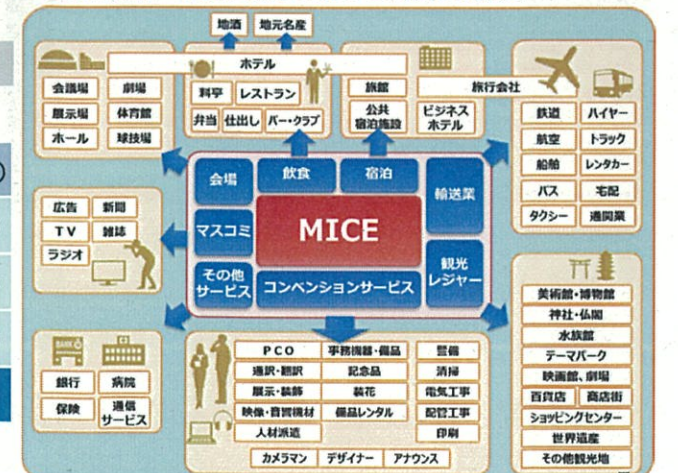 地酒 地元名産
ホテル
会議場 劇場
展示場 体育館
ホール 球技場
料亭 レストラン
弁当 仕出し バー・クラブ
旅館
公共
宿泊施設
ビジネス
ホテル
旅行会社
鉄道 ハイヤー
航空 トラック
船舶 レンタカー
バス 宅配
タクシー 通関業
会場 飲食 宿泊 輸送業
マスコミ MICE
観光
レジャー
その他
サービス
コンベンションサービス
広告 新聞
TV 雑誌
ラジオ
BANK
銀行 病院
保険
通信
サービス
PCO 事務機器・備品 警備
通訳・翻訳 記念品 清掃
展示・装飾 装花 電気工事
映像・音響機材 備品レンタル 配管工事
人材派遣 印刷
カメラマン デザイナー アナウンス
美術館・博物館
神社・仏閣
水族館
テーマパーク
映画館、劇場
百貨店 商店街
ショッピングセンター
世界遺産
その他観光地